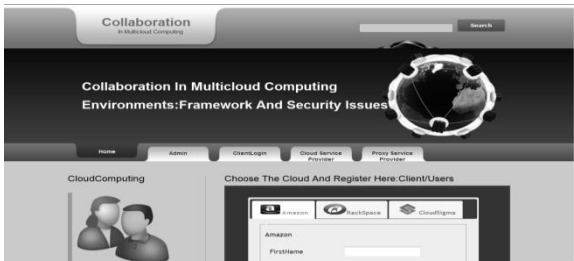 Collaboration
In Multicloud Computing
Search
Collaboration In Multicloud Computing
Environments:Framework And Security Issues
Home
Admin
ClientLogin
Cloud Service
Provider
Proxy Service
Provider
CloudComputing
Choose The Cloud And Register Here:Client/Users
a Amazon
RackSpace
CloudSigma
Amazon
FirstName